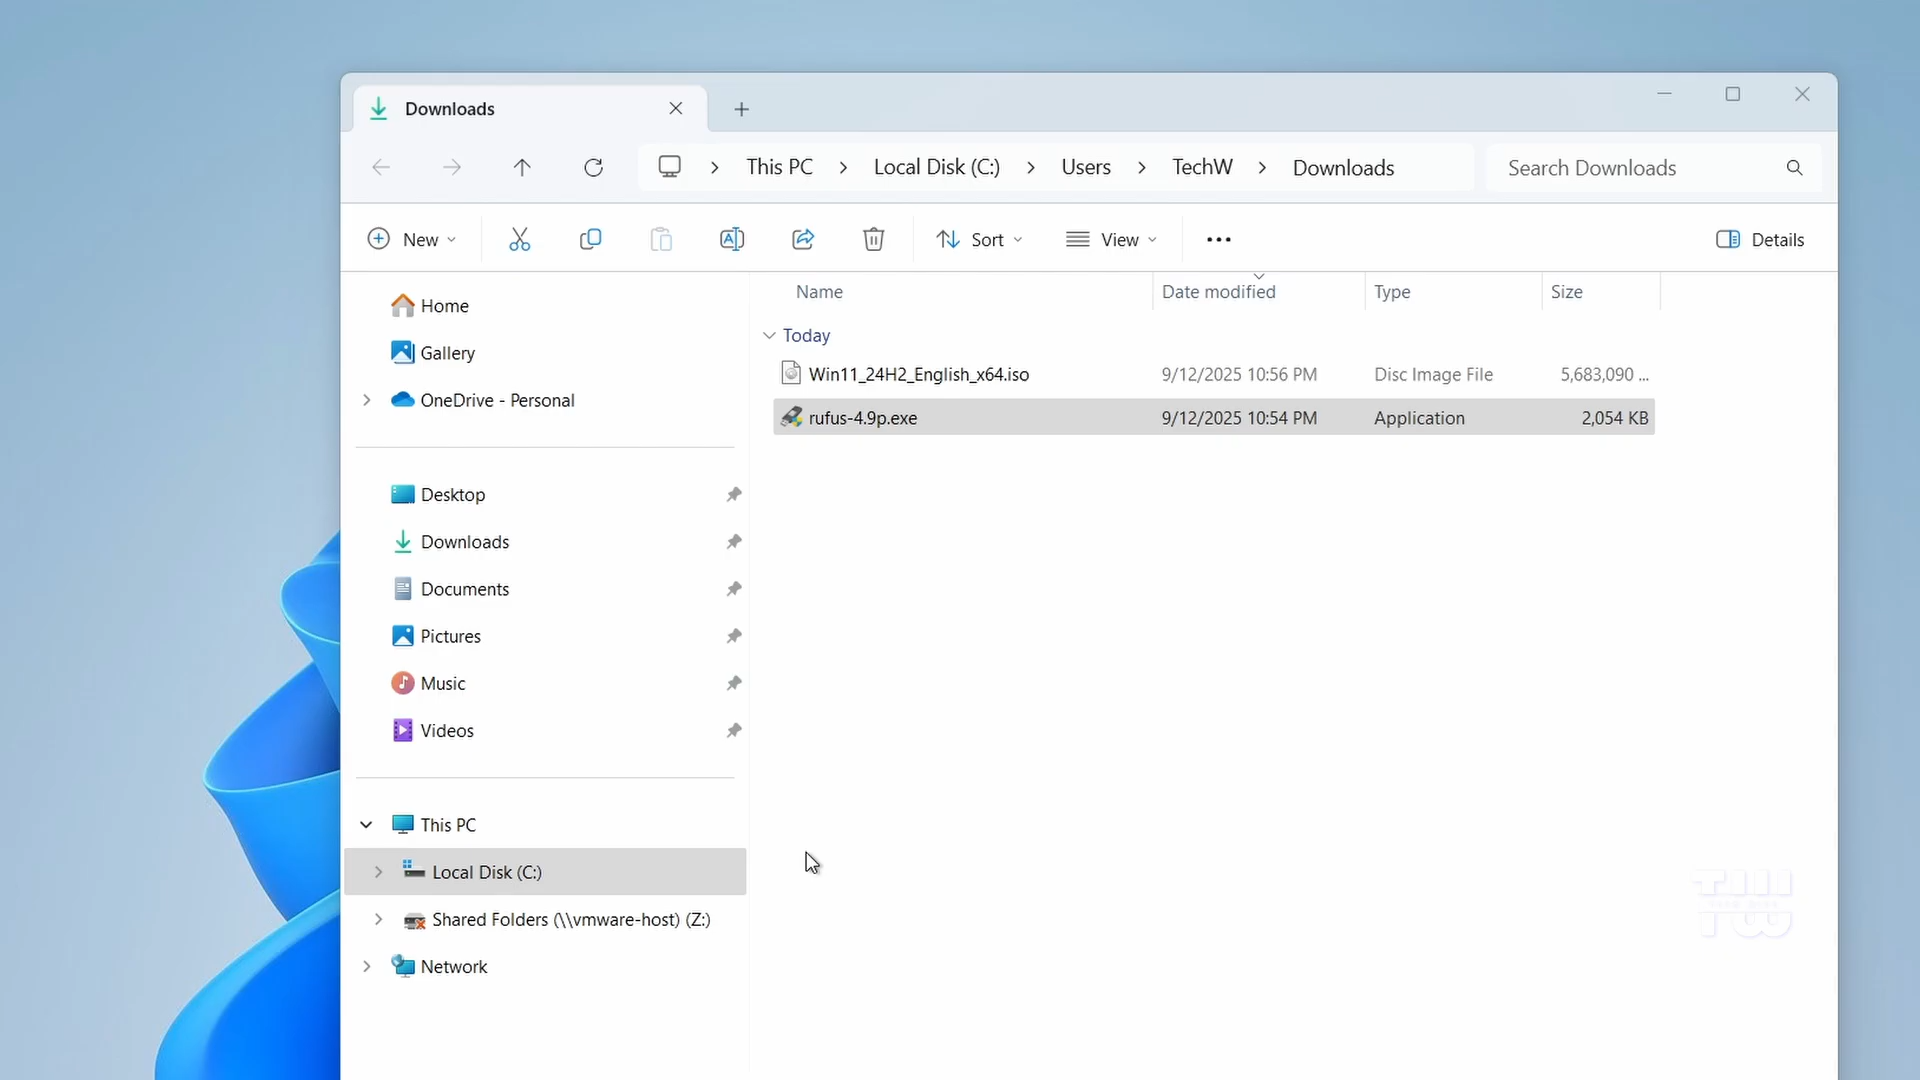 Downloads
This PC > Local Disk (C:) > Users > TechW > Downloads
Search Downloads
New
Sort
View
Details
Name Date modified Type Size
Today
Win11_24H2_English_x64.iso 9/12/2025 10:56 PM Disc Image File 5,683,090 ...
rufus-4.9p.exe 9/12/2025 10:54 PM Application 2,054 KB
Home
Gallery
OneDrive - Personal
Desktop
Downloads
Documents
Pictures
Music
Videos
This PC
Local Disk (C:)
Shared Folders (\\vmware-host) (Z:)
Network